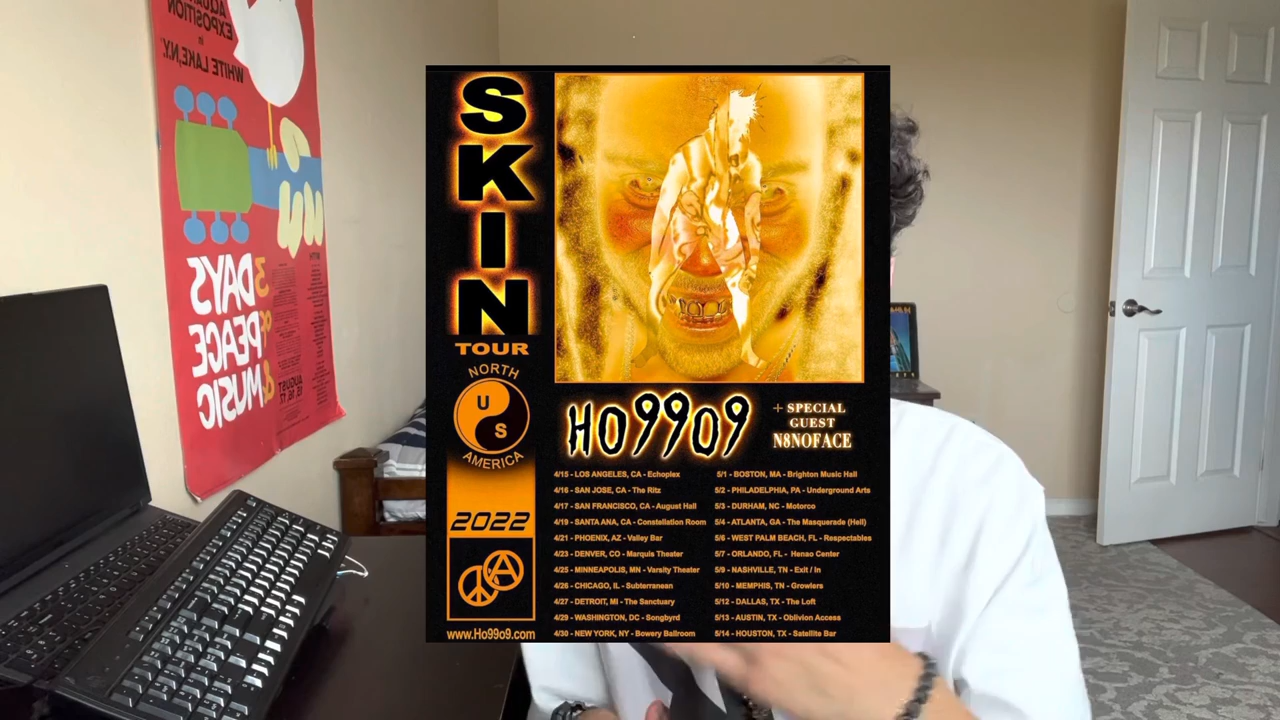 AQUARIAN
EXPOSITION
in
WHITE LAKE, N.Y.
3 DAYS
of PEACE
& MUSIC
AUGUST
15, 16, 17
SKIN
TOUR
NORTH
U
S
AMERICA
2022
A
www.Ho99o9.com
HO99O9
+ SPECIAL
GUEST
N8NOFACE
4/15 - LOS ANGELES, CA - Echoplex
4/16 - SAN JOSE, CA - The Ritz
4/17 - SAN FRANCISCO, CA - August Hall
4/19 - SANTA ANA, CA - Constellation Room
4/21 - PHOENIX, AZ - Valley Bar
4/23 - DENVER, CO - Marquis Theater
4/25 - MINNEAPOLIS, MN - Varsity Theater
4/26 - CHICAGO, IL - Subterranean
4/27 - DETROIT, MI - The Sanctuary
4/29 - WASHINGTON, DC - Songbyrd
4/30 - NEW YORK, NY - Bowery Ballroom
5/1 - BOSTON, MA - Brighton Music Hall
5/2 - PHILADELPHIA, PA - Underground Arts
5/3 - DURHAM, NC - Motorco
5/4 - ATLANTA, GA - The Masquerade (Hell)
5/6 - WEST PALM BEACH, FL - Respectables
5/7 - ORLANDO, FL - Henao Center
5/9 - NASHVILLE, TN - Exit / In
5/10 - MEMPHIS, TN - Growlers
5/12 - DALLAS, TX - The Loft
5/13 - AUSTIN, TX - Oblivion Access
5/14 - HOUSTON, TX - Satellite Bar